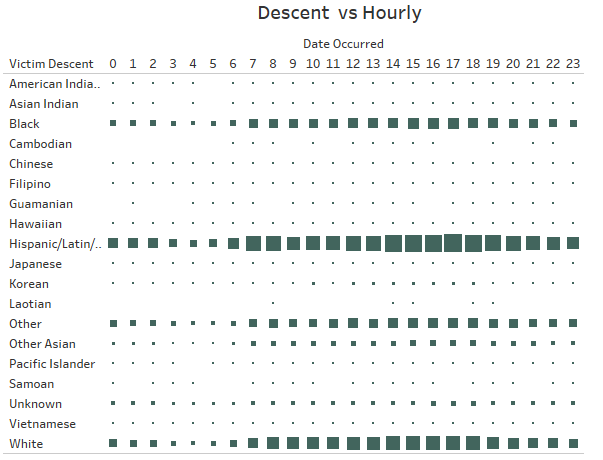 Descent vs Hourly
Date Occurred
Victim Descent 0 1 2 3 4 5 6 7 8 9 10 11 12 13 14 15 16 17 18 19 20 21 22 23
American India..
Asian Indian
Black
Cambodian
Chinese
Filipino
Guamanian
Hawaiian
Hispanic/Latin/..
Japanese
Korean
Laotian
Other
Other Asian
Pacific Islander
Samoan
Unknown
Vietnamese
White